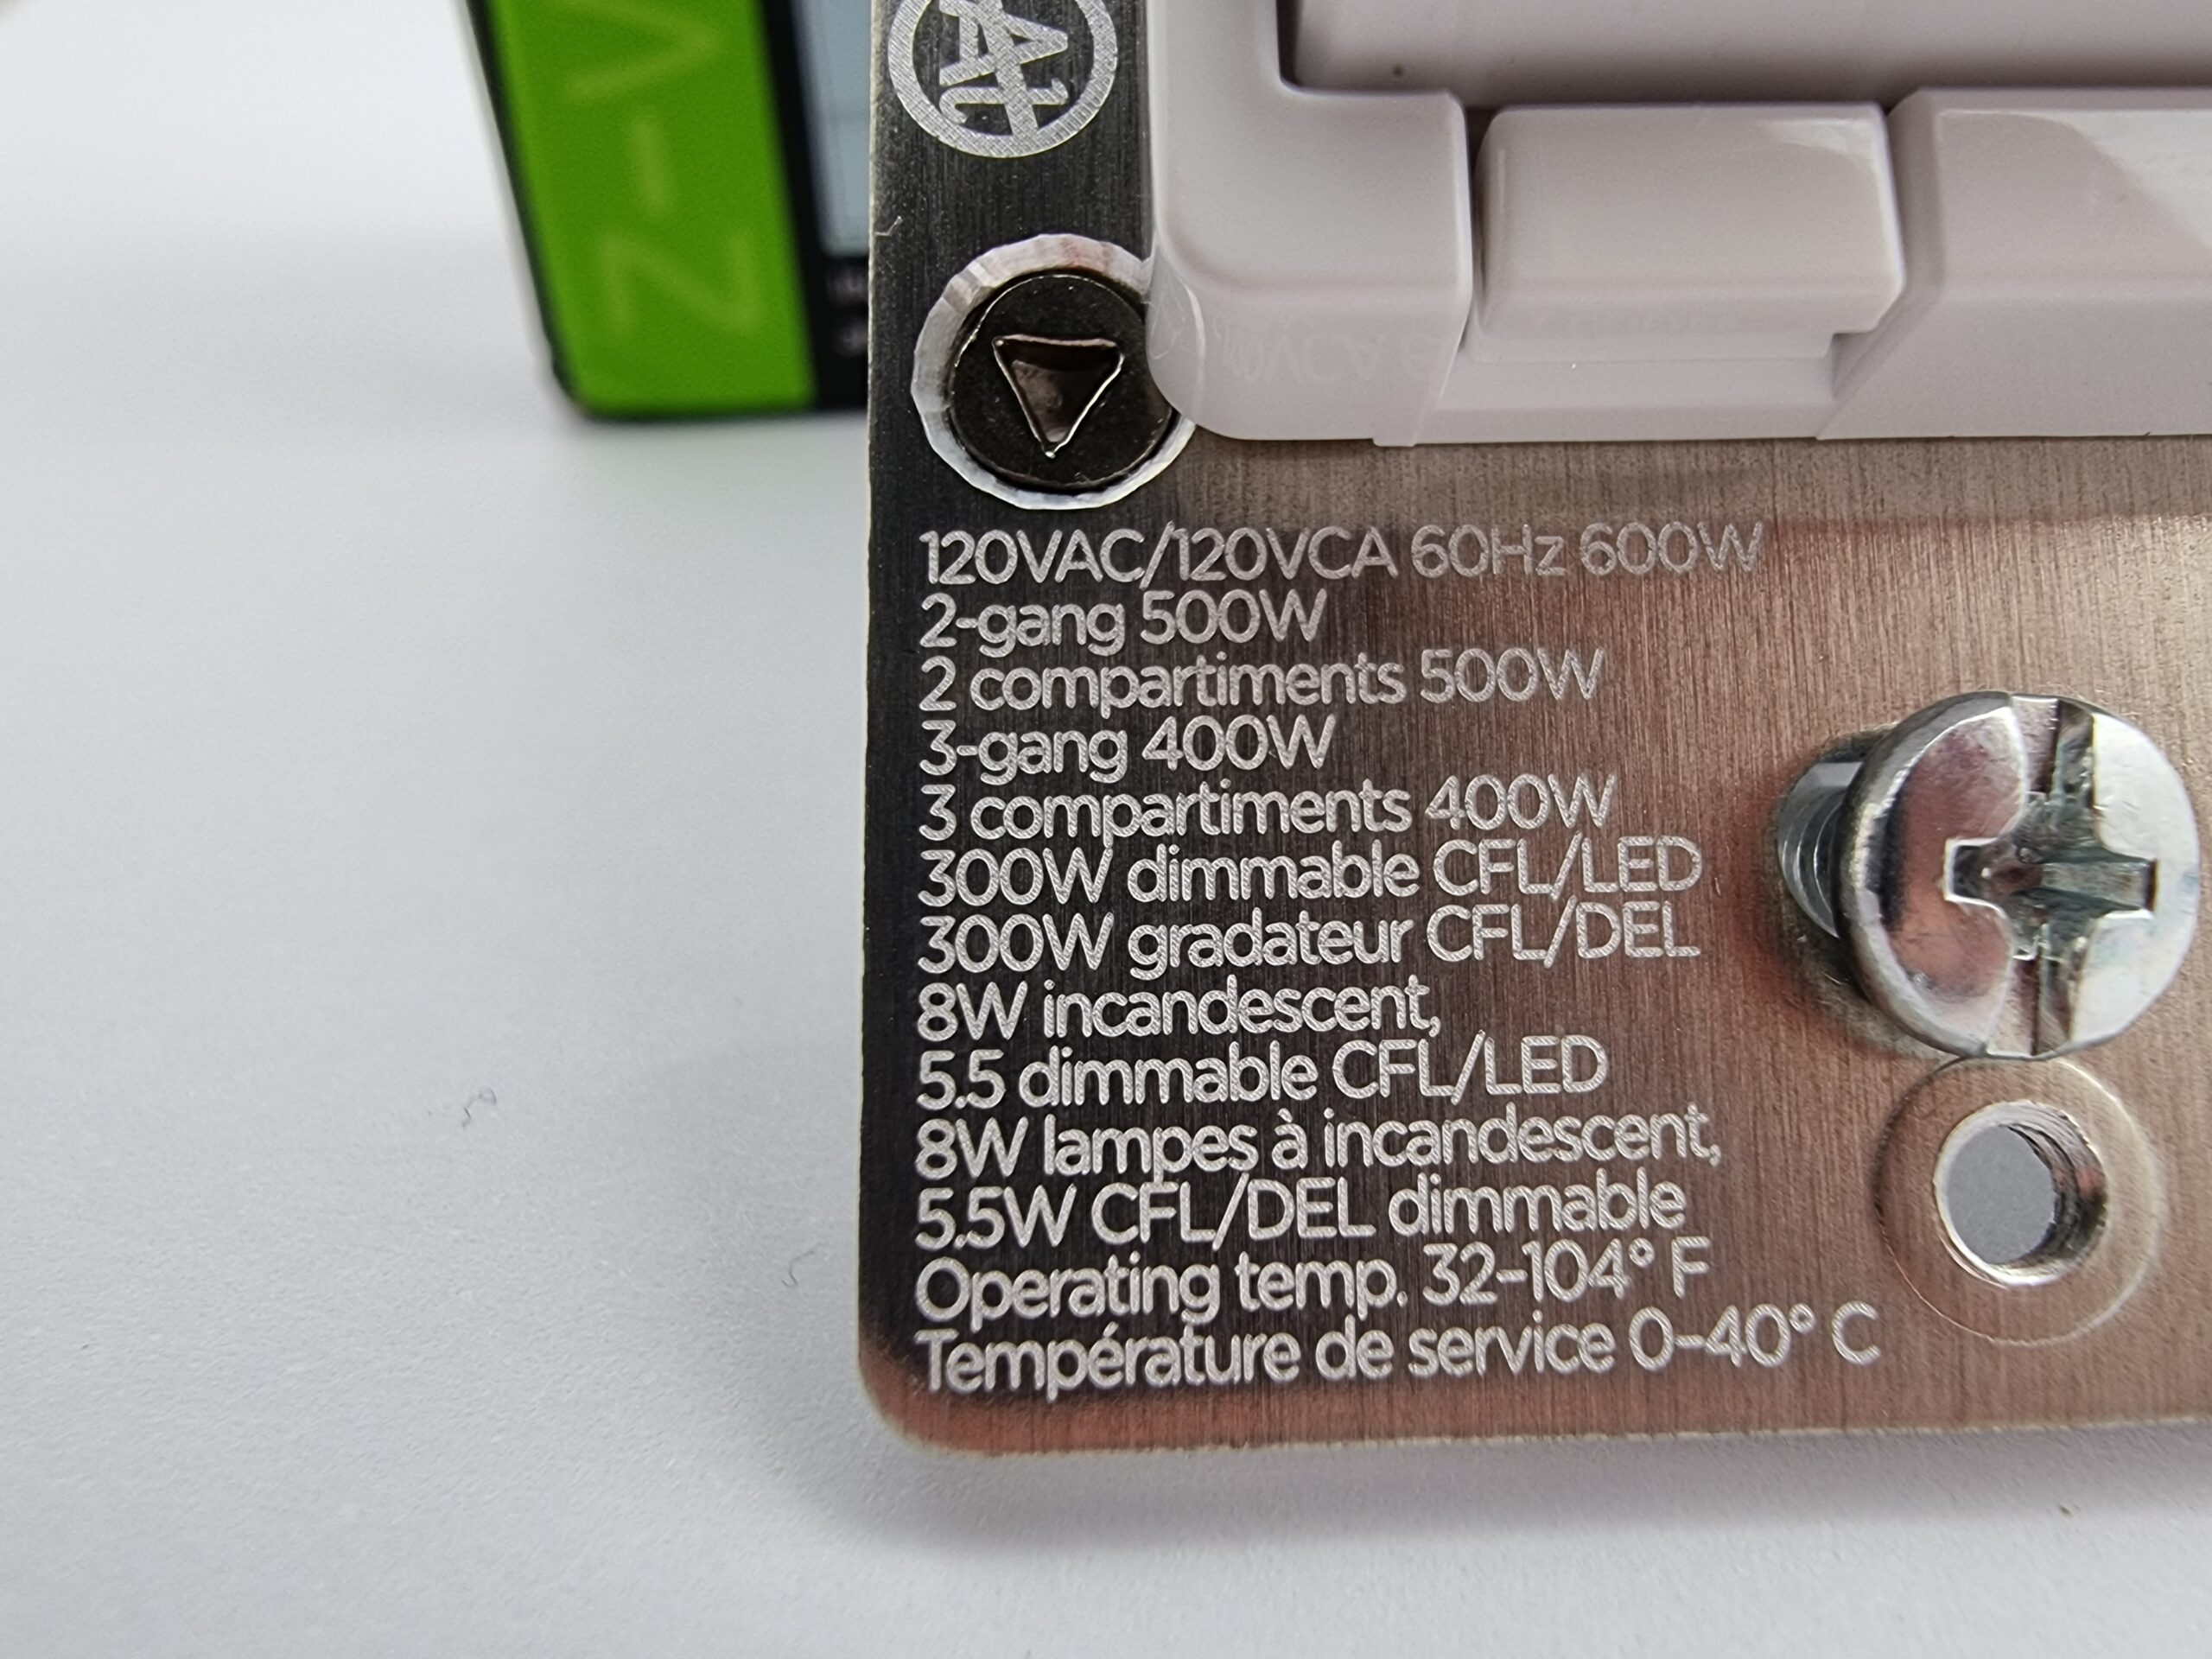 Z-W
Al
120VAC/120VCA 60Hz 600W
2-gang 500W
2 compartiments 500W
3-gang 400W
3 compartiments 400W
300W dimmable CFL/LED
300W gradateur CFL/DEL
8W incandescent,
5.5 dimmable CFL/LED
8W lampes à incandescent,
5.5W CFL/DEL dimmable
Operating temp. 32-104° F
Température de service 0-40° C